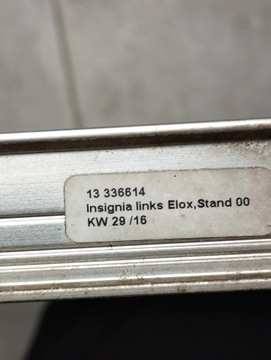 13 336614
Insignia links Elox,Stand 00
KW 29 /16